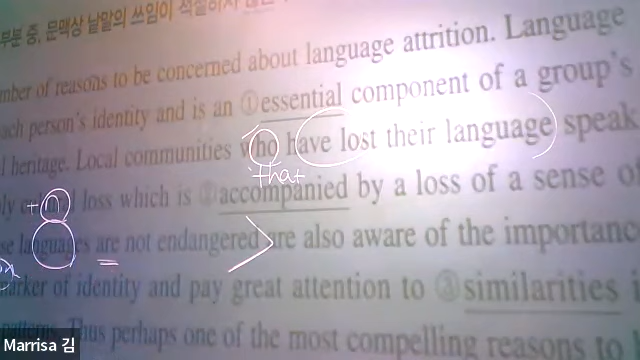 부분 중, 문맥상 낱말의 쓰임이 적절하지 않은
mber of reasons to be concerned about language attrition. Language
ach person's identity and is an ①essential component of a group's
l heritage. Local communities who have lost their language speak
that
loss which is ②accompanied by a loss of a sense of
+n
8
se languages are not endangered > are also aware of the importance
=
marker of identity and pay great attention to ③similarities i
patterns. Thus perhaps one of the most compelling reasons to
Marrisa 김